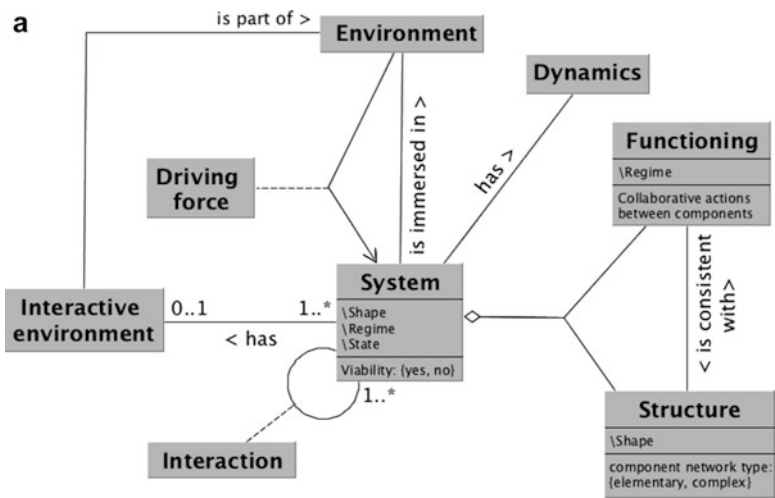 a
is part of >
Environment
Dynamics
Functioning
\Regime
Collaborative actions
between components
Driving
force
is immersed in >
has >
< is consistent
with>
System
\Shape
\Regime
\State
Viability: {yes, no}
Interactive
environment
0..1
1..*
< has
1..*
Interaction
Structure
\Shape
component network type:
{elementary, complex}